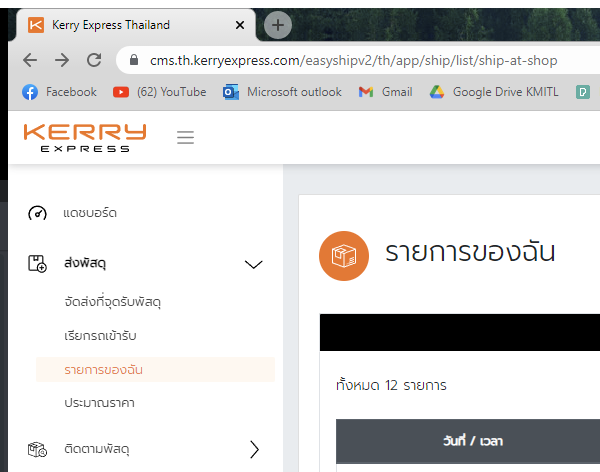 Kerry Express Thailand
cms.th.kerryexpress.com/easyshipv2/th/app/ship/list/ship-at-shop
Facebook (62) YouTube Microsoft outlook Gmail Google Drive KMITL
KERRY
EXPRESS
แดชบอร์ด
ส่งพัสดุ
จัดส่งที่จุดรับพัสดุ
เรียกรถเข้ารับ
รายการของฉัน
ประมาณราคา
ติดตามพัสดุ
รายการของฉัน
ทั้งหมด 12 รายการ
วันที่ / เวลา